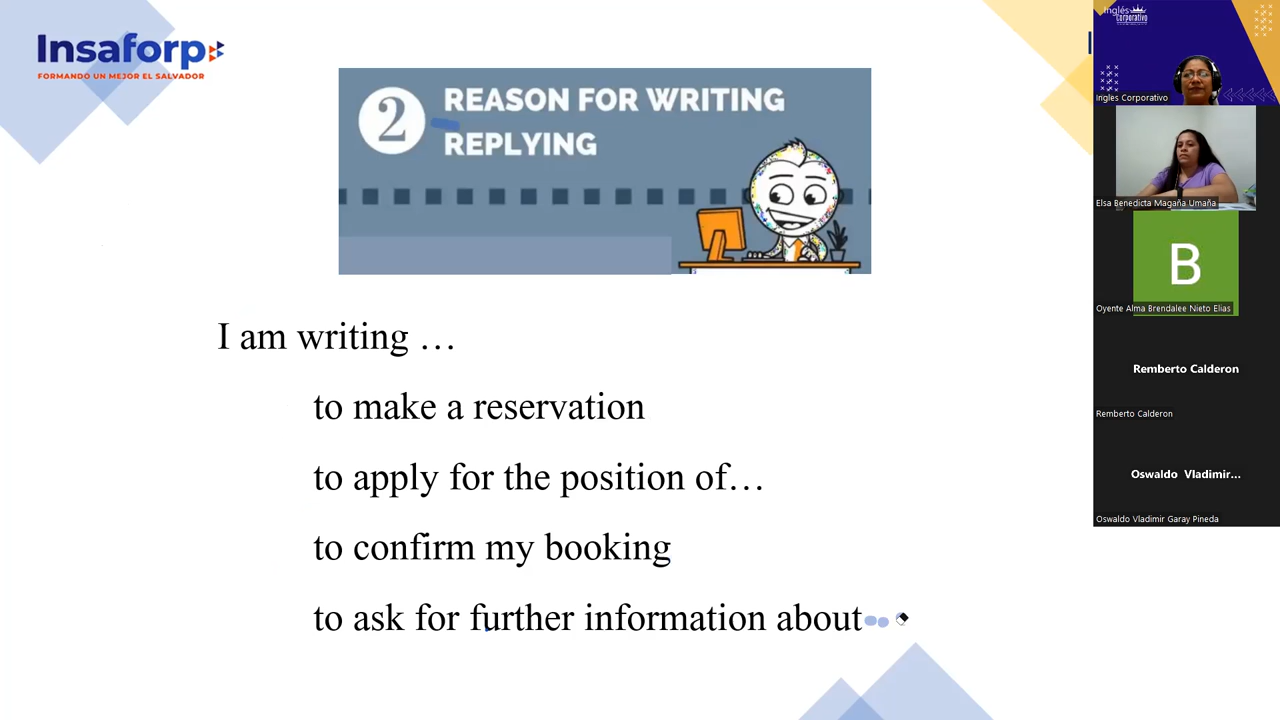 Insaforp
FORMANDO UN MEJOR EL SALVADOR
2
REASON FOR WRITING
REPLYING
I am writing …
to make a reservation
to apply for the position of…
to confirm my booking
to ask for further information about
Inglés
Corporativo
Ingles Corporativo
Elsa Benedicta Magaña Umaña
B
Oyente Alma Brendalee Nieto Elias
Remberto Calderon
Remberto Calderon
Oswaldo Vladimir...
Oswaldo Vladimir Garay Pineda